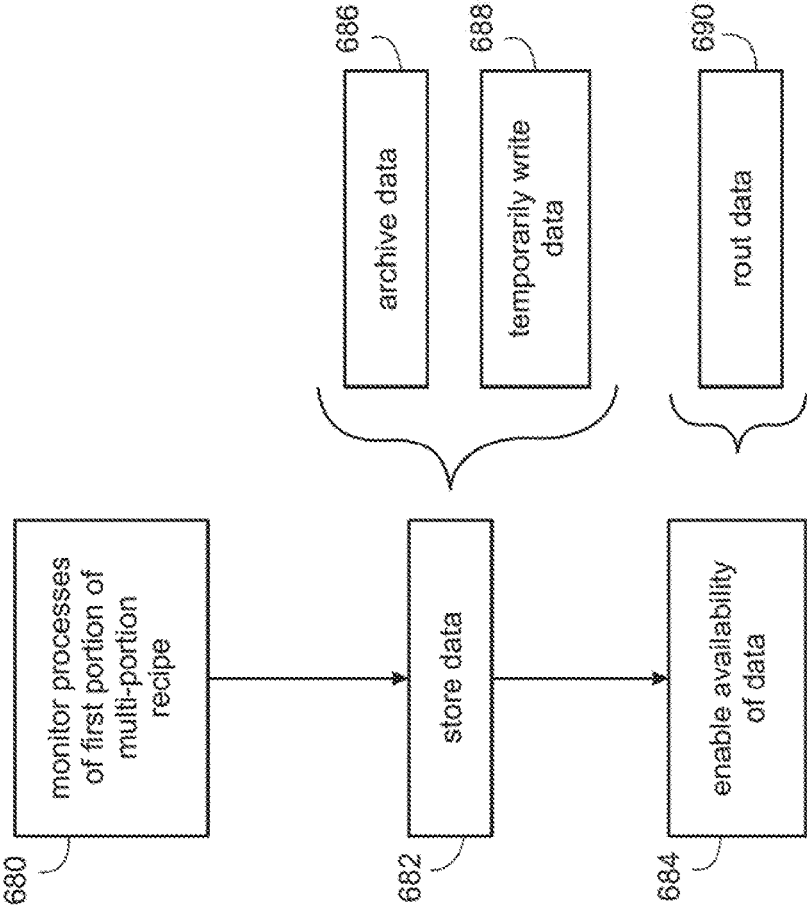 680
monitor processes
of first portion of
multi-portion
recipe
682
store data
686
archive data
688
temporarily write
data
684
enable availability
of data
690
rout data